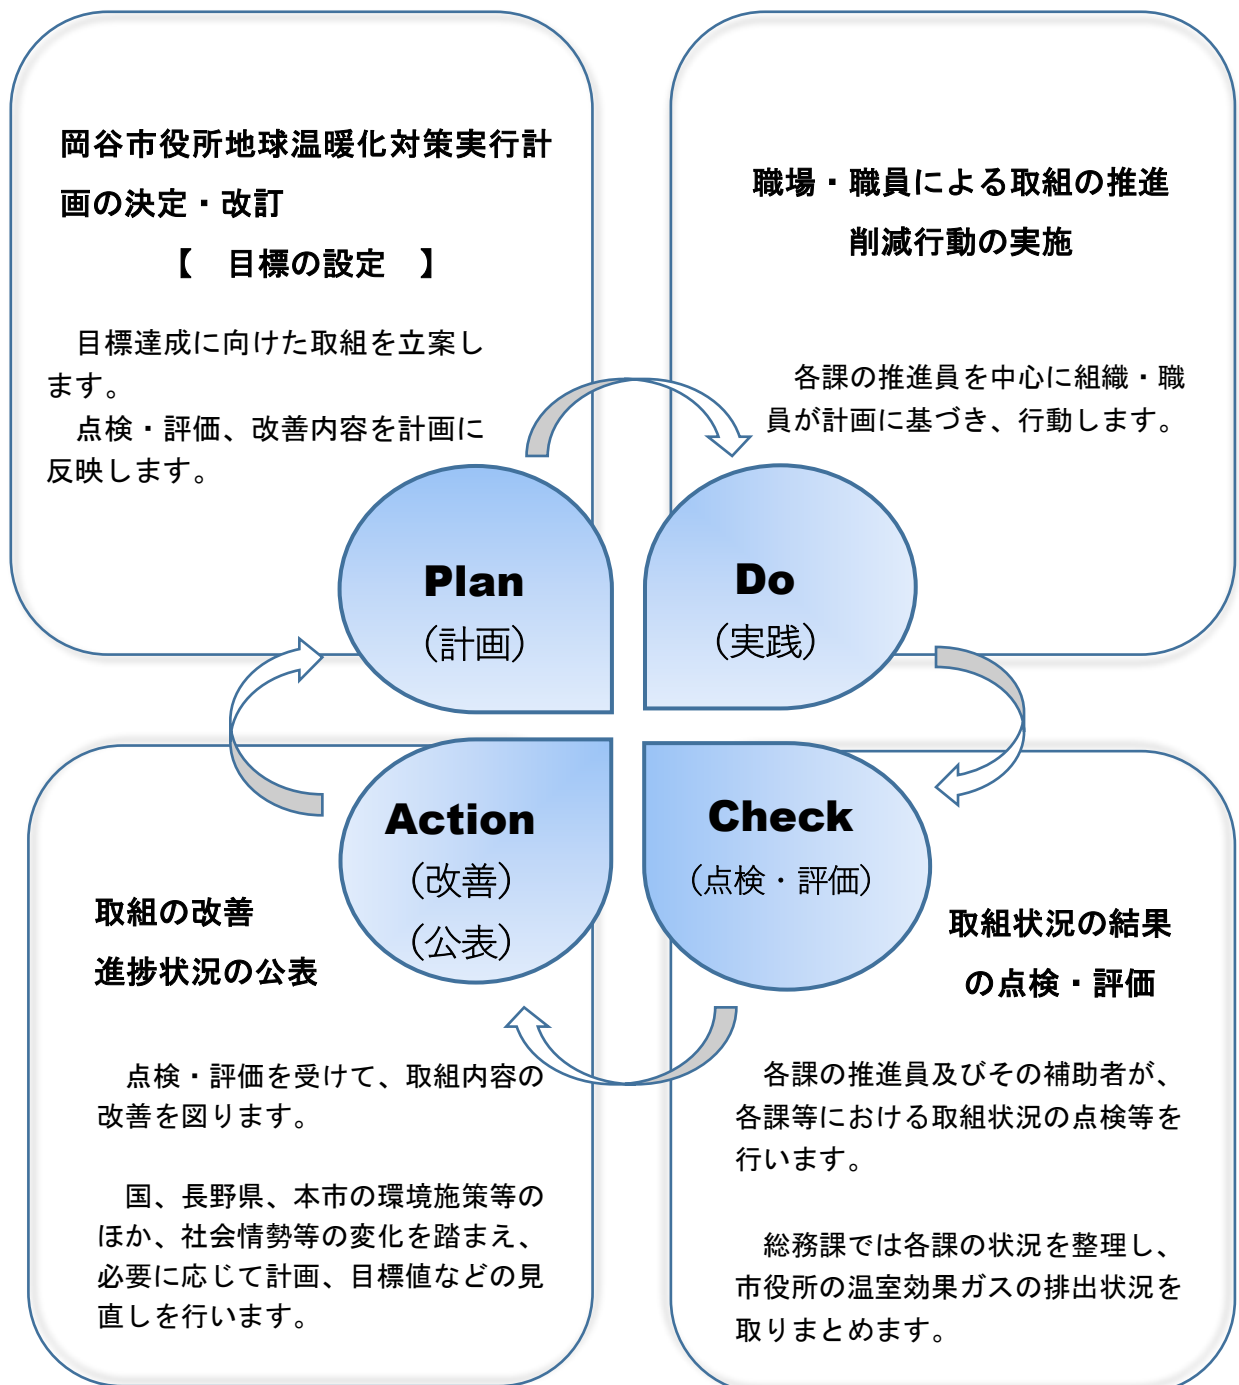 岡谷市役所地球温暖化対策実行計
画の決定・改訂
【　目標の設定　】
目標達成に向けた取組を立案し
ます。
点検・評価、改善内容を計画に
反映します。
Plan
（計画）
職場・職員による取組の推進
削減行動の実施
各課の推進員を中心に組織・職
員が計画に基づき、行動します。
Do
（実践）
Check
（点検・評価）
取組状況の結果
の点検・評価
各課の推進員及びその補助者が、
各課等における取組状況の点検等を
行います。
総務課では各課の状況を整理し、
市役所の温室効果ガスの排出状況を
取りまとめます。
Action
（改善）
（公表）
取組の改善
進捗状況の公表
点検・評価を受けて、取組内容の
改善を図ります。
国、長野県、本市の環境施策等の
ほか、社会情勢等の変化を踏まえ、
必要に応じて計画、目標値などの見
直しを行います。